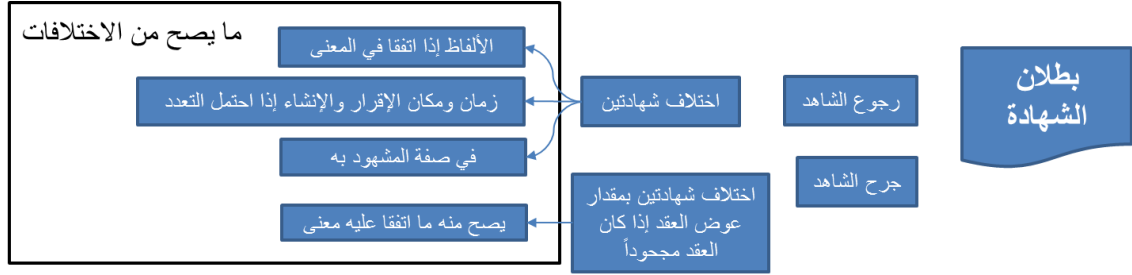 بطلان
الشهادة
رجوع الشاهد
جرح الشاهد
اختلاف شهادتين
اختلاف شهادتين بمقدار
عوض العقد إذا كان
العقد مجحوداً
ما يصح من الاختلافات
الألفاظ إذا اتفقا في المعنى
زمان ومكان الإقرار والإنشاء إذا احتمل التعدد
في صفة المشهود به
يصح منه ما اتفقا عليه معنى